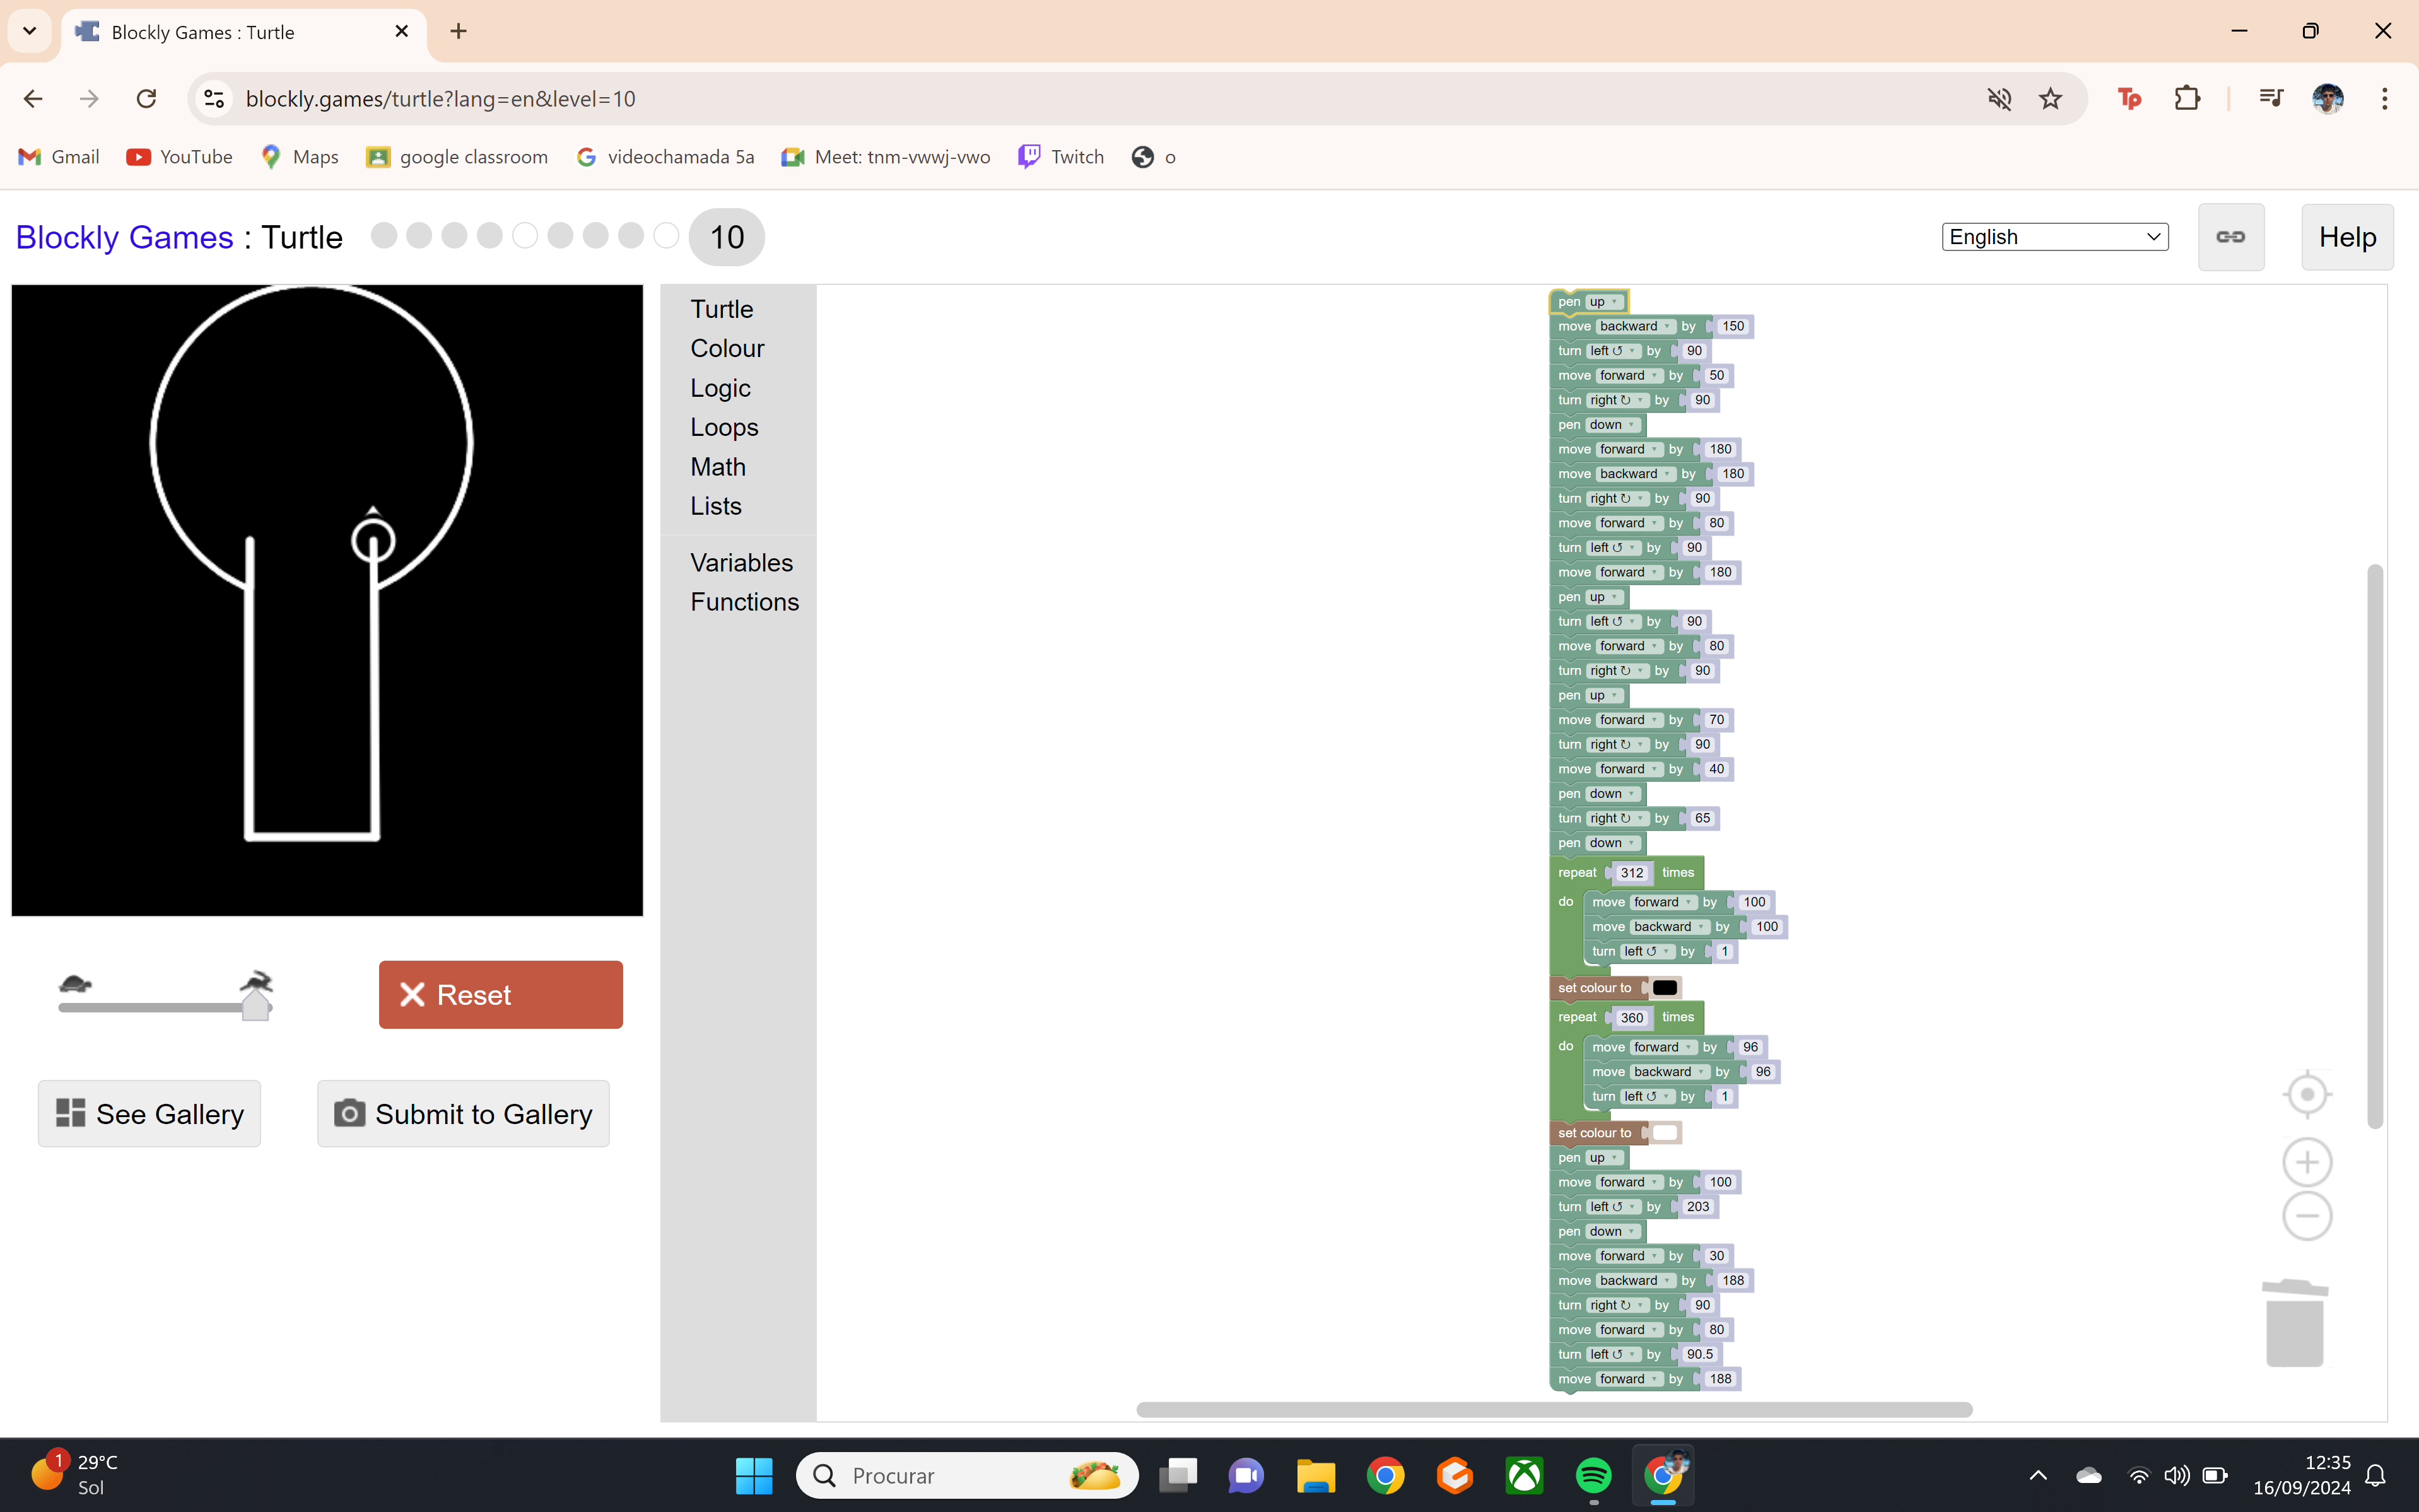 Blockly Games : Turtle
blockly.games/turtle?lang=en&level=10
Tp
Gmail YouTube Maps google classroom videochamada 5a Meet: tnm-vwwj-vwo Twitch o
Blockly Games : Turtle 10 English Help
Turtle
Colour
Logic
Loops
Math
Lists
Variables
Functions
pen up
move backward by 150
turn left ↺ by 90
move forward by 50
turn right ↻ by 90
pen down
move forward by 180
move backward by 180
turn right ↻ by 90
move forward by 80
turn left ↺ by 90
move forward by 180
pen up
turn left ↺ by 90
move forward by 80
turn right ↻ by 90
pen up
move forward by 70
turn right ↻ by 90
move forward by 40
pen down
turn right ↻ by 65
pen down
repeat 312 times
do move forward by 100
move backward by 100
turn left ↺ by 1
set colour to
repeat 360 times
do move forward by 96
move backward by 96
turn left ↺ by 1
set colour to
pen up
move forward by 100
turn left ↺ by 203
pen down
move forward by 30
move backward by 188
turn right ↻ by 90
move forward by 80
turn left ↺ by 90.5
move forward by 188
Reset
See Gallery Submit to Gallery
1 29°C
Sol
Procurar
12:35
16/09/2024